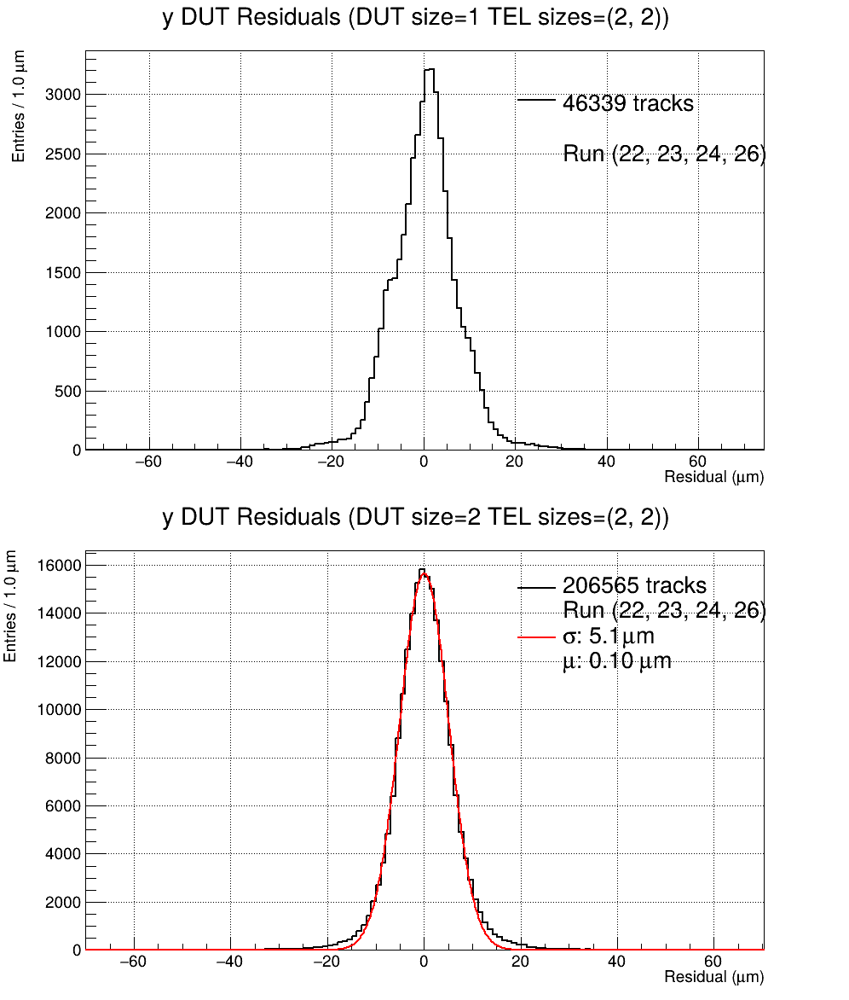 y DUT Residuals (DUT size=1 TEL sizes=(2, 2))
Entries / 1.0 μm
3000
2500
2000
1500
1000
500
0
46339 tracks
Run (22, 23, 24, 26)
−60 −40 −20 0 20 40 60
Residual (μm)
y DUT Residuals (DUT size=2 TEL sizes=(2, 2))
Entries / 1.0 μm
16000
14000
12000
10000
8000
6000
4000
2000
0
206565 tracks
Run (22, 23, 24, 26)
σ: 5.1μm
μ: 0.10 μm
−60 −40 −20 0 20 40 60
Residual (μm)